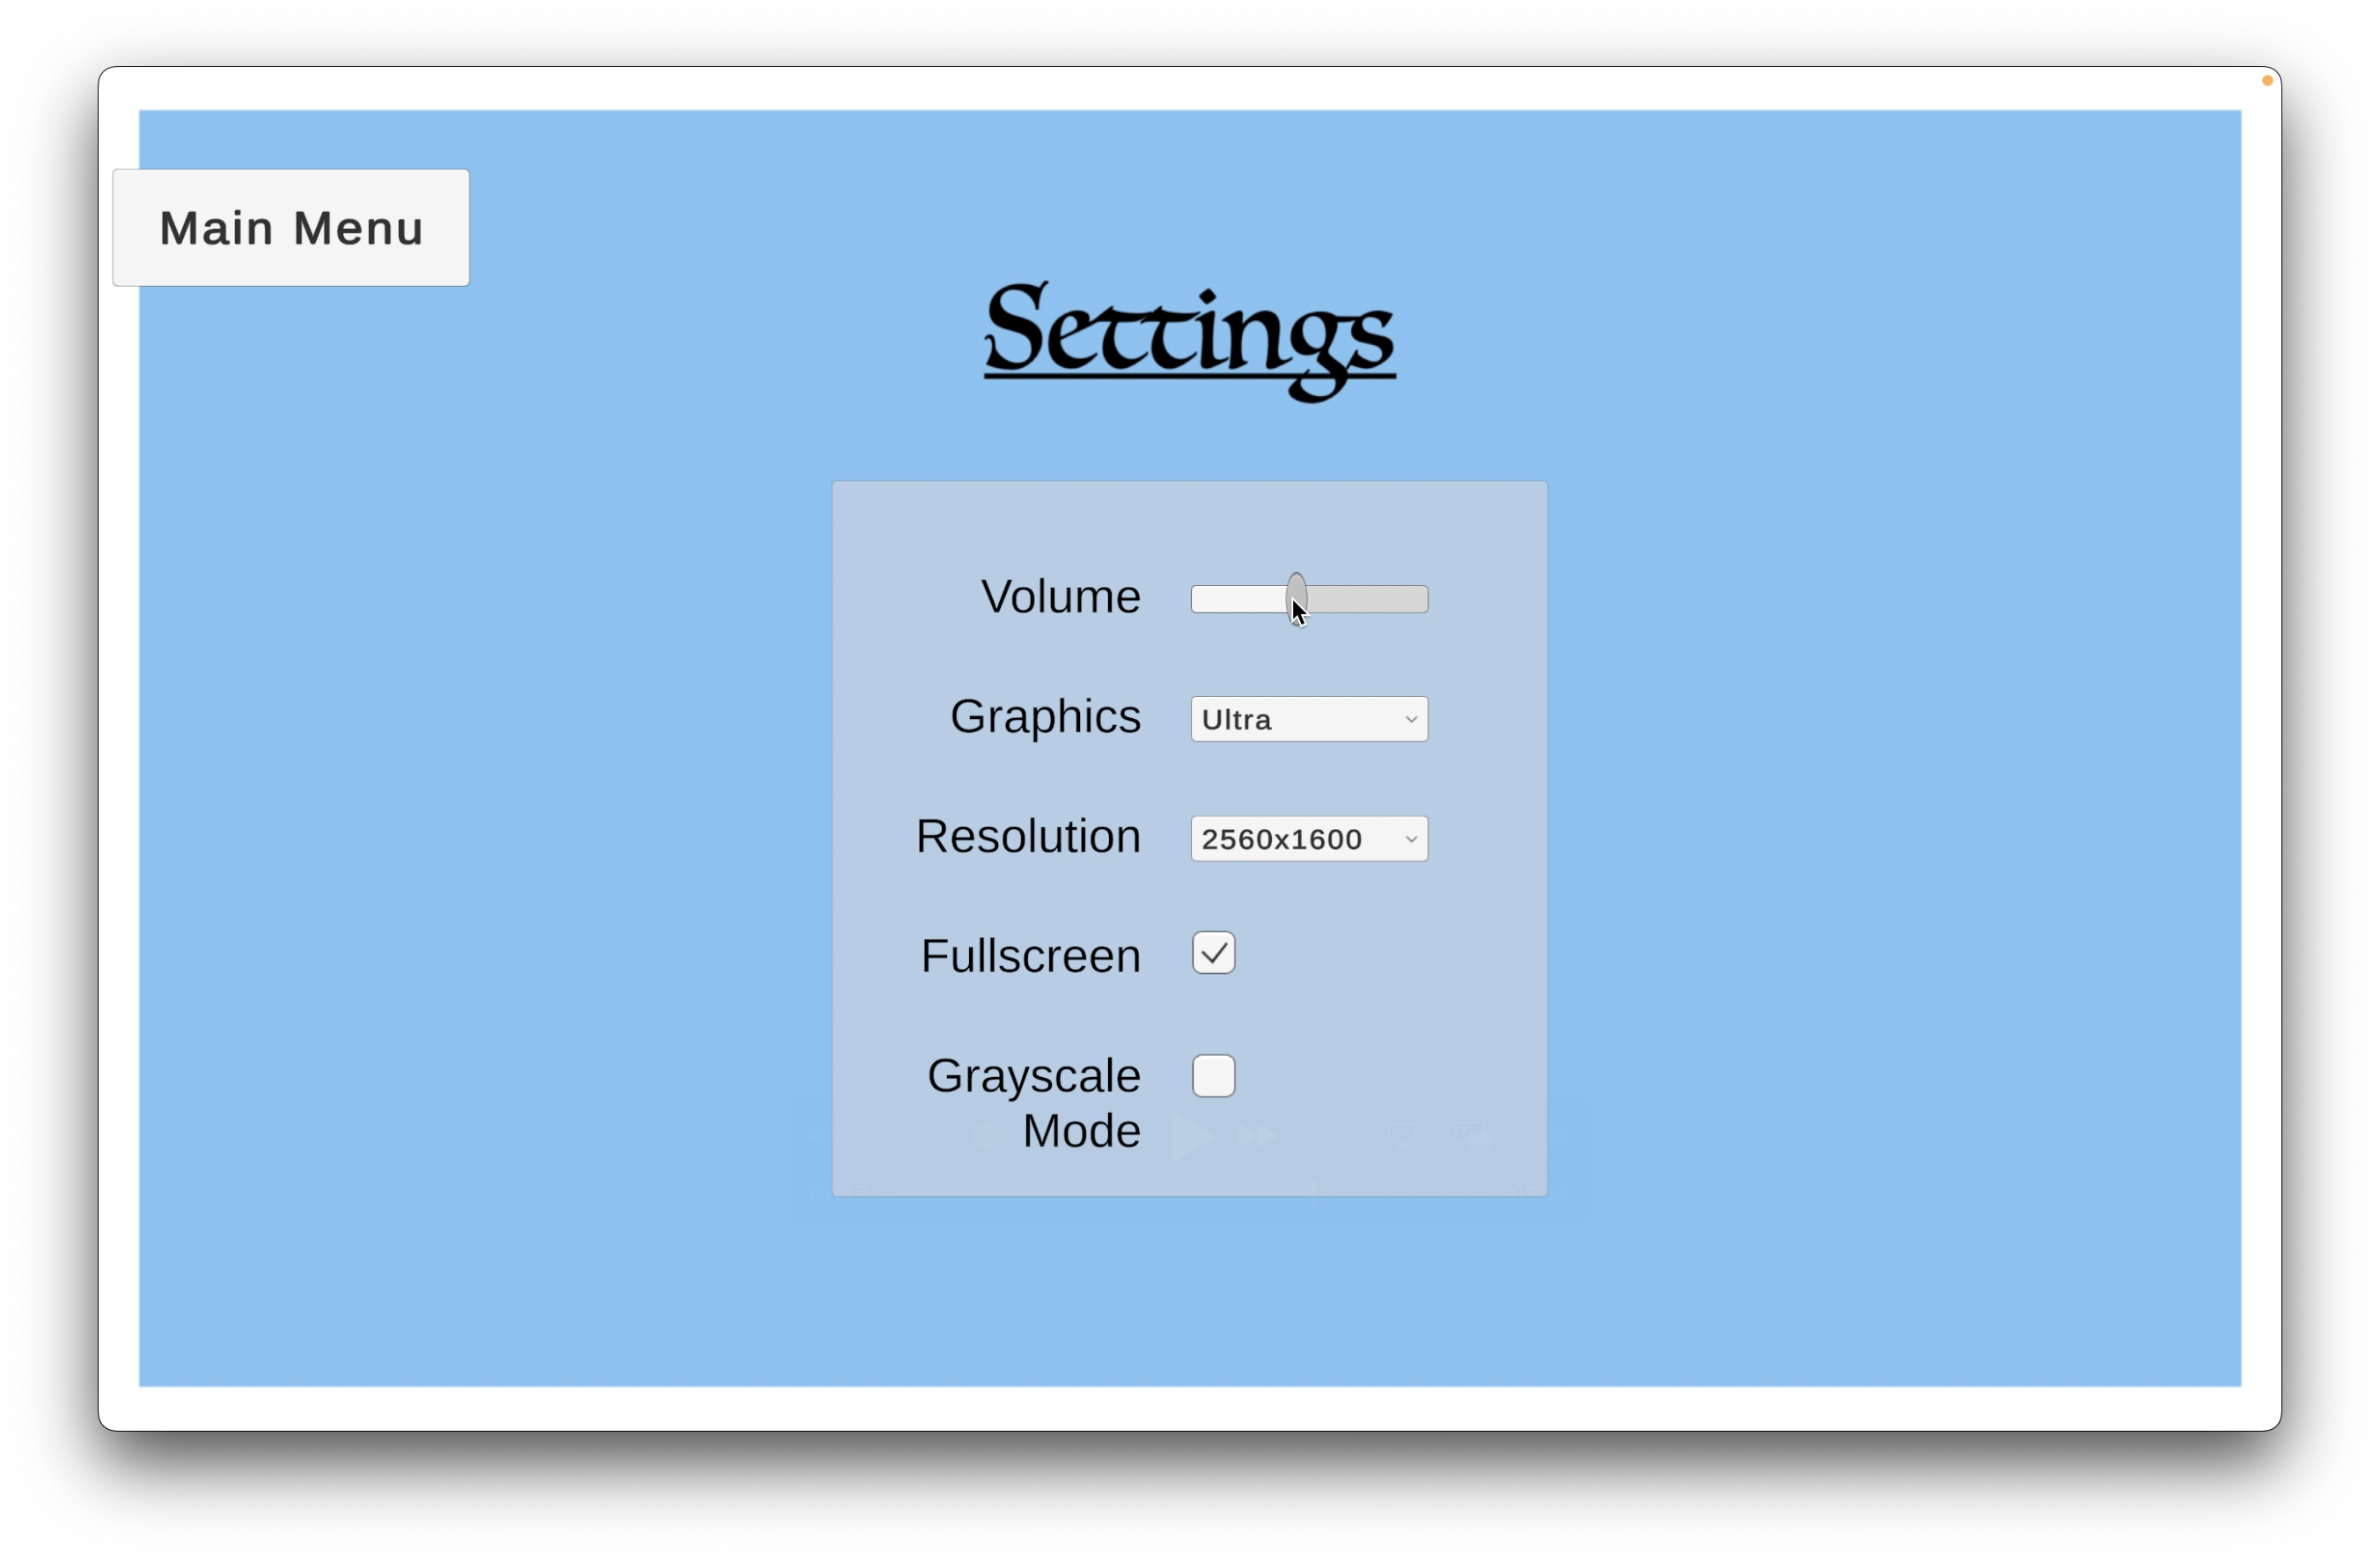 Main Menu
Settings
Volume
Graphics
Ultra
Resolution
2560x1600
Fullscreen
Grayscale
Mode